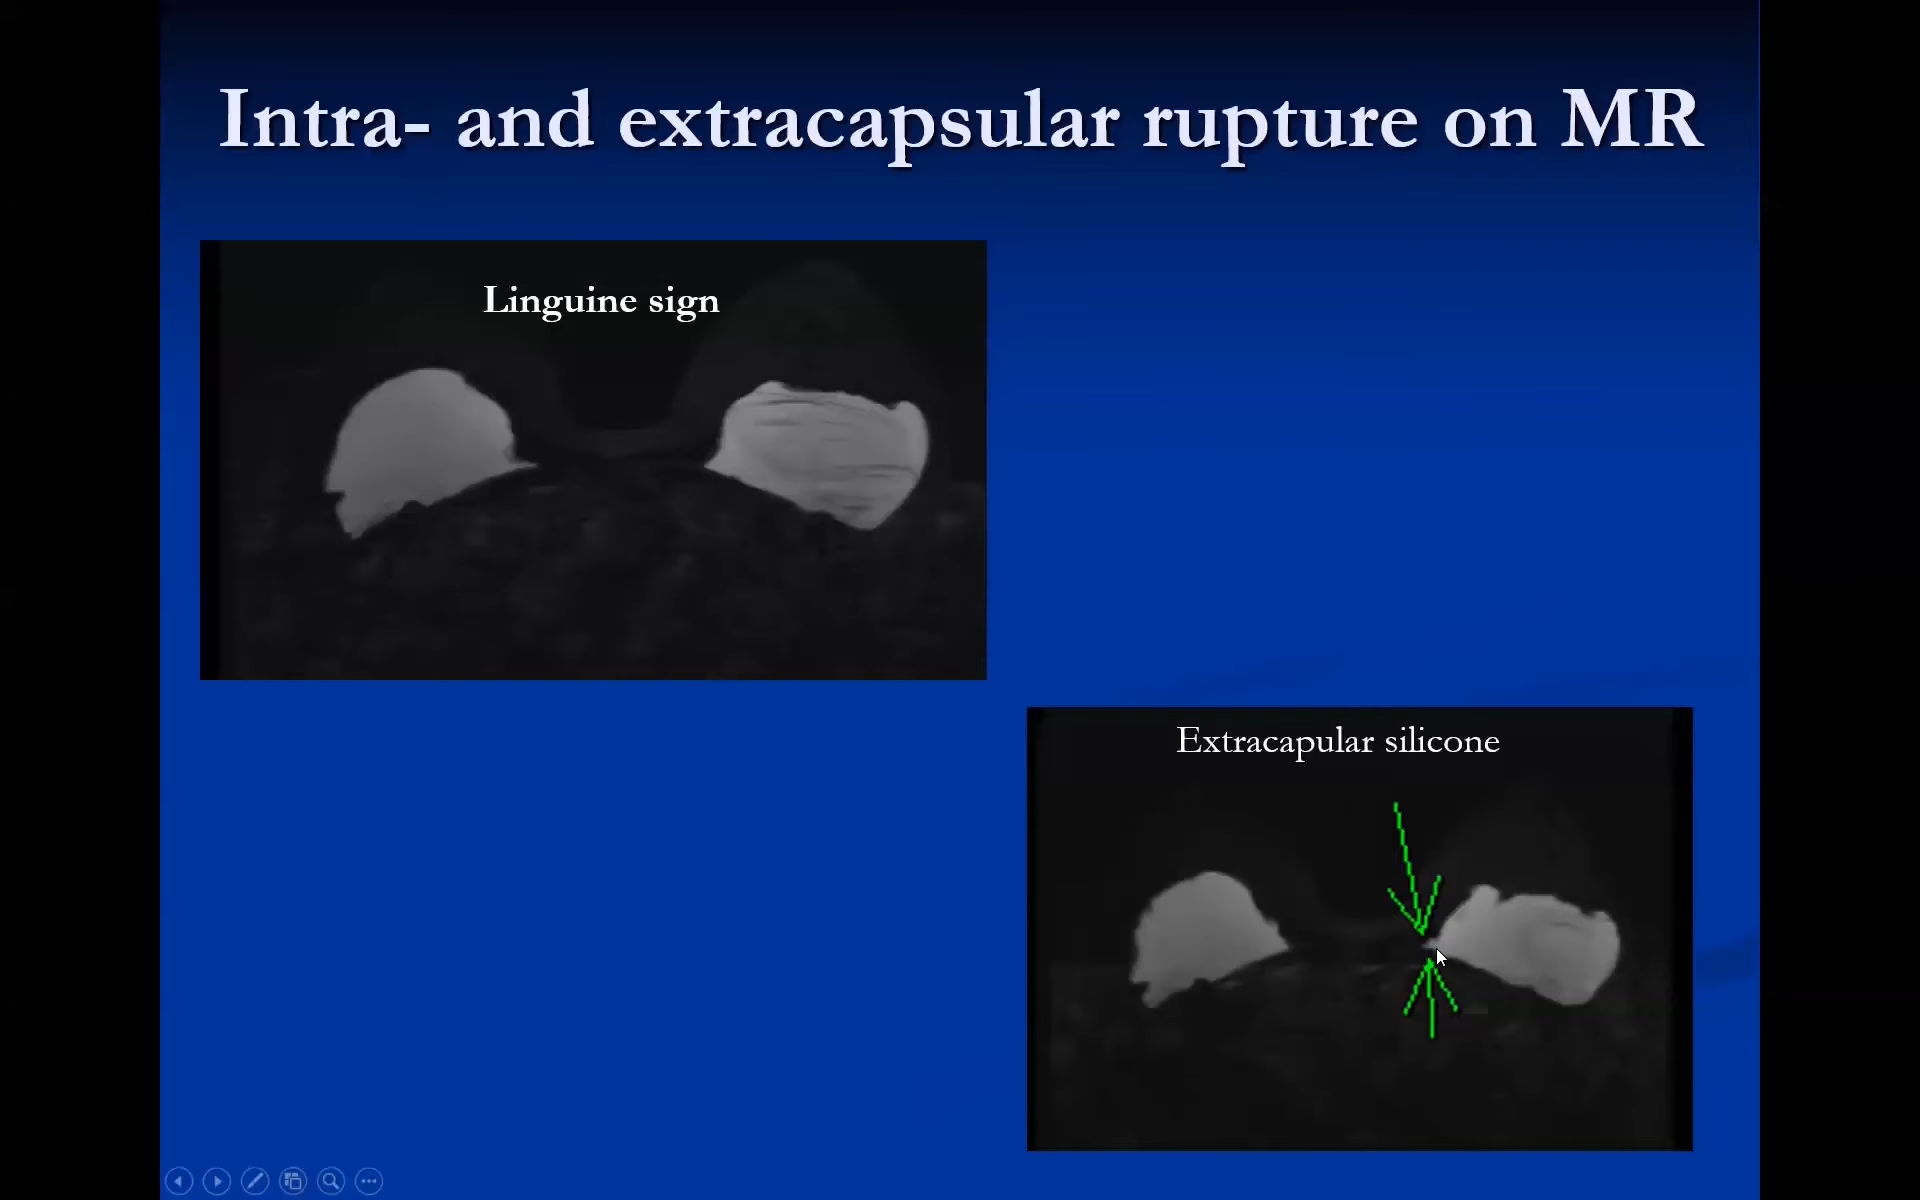 Intra- and extracapsular rupture on MR
Linguine sign
Extracapular silicone